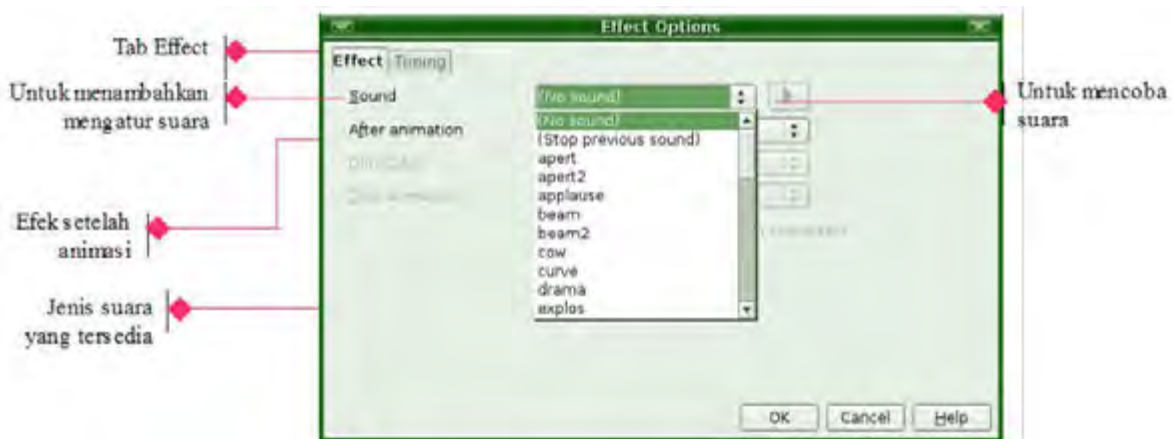 Effect Options
Tab Effect
Effect Timing
Untuk menambahkan
mengatur suara
Sound
(No sound)
Untuk mencoba
suara
After animation
(No sound)
(Stop previous sound)
apert
apert2
applause
beam
beam2
cow
curve
drama
explos
Efek setelah
animasi
Jenis suara
yang tersedia
OK
Cancel
Help